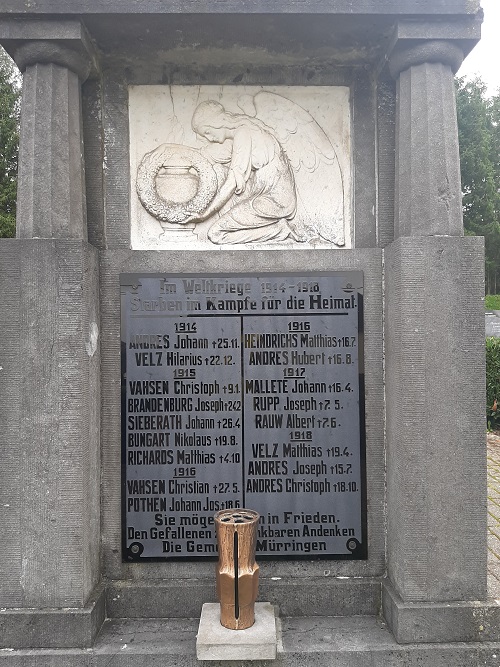 Im Weltkriege 1914-1918
Starben im Kampfe für die Heimat
1914
ANDRES Johann +25.11.
VELZ Hilarius +22.12.
1915
VAHSEN Christoph +9.1
BRANDENBURG Joseph +24.2
SIEBERATH Johann +26.4
BUNGART Nikolaus +19.8.
RICHARDS Matthias +4.10
1916
VAHSEN Christian +27.5
POTHEN Johann Jos +18.6
1916
HEINDRICHS Matthias +16.7.
ANDRES Hubert +16.8.
1917
MALLETE Johann +16.4.
RUPP Joseph +7.5.
RAUW Albert +7.6.
1918
VELZ Matthias +19.4.
ANDRES Joseph +15.7.
ANDRES Christoph +18.10.
Sie möge in Frieden.
Den Gefallenen Andenken
Die Mürringen